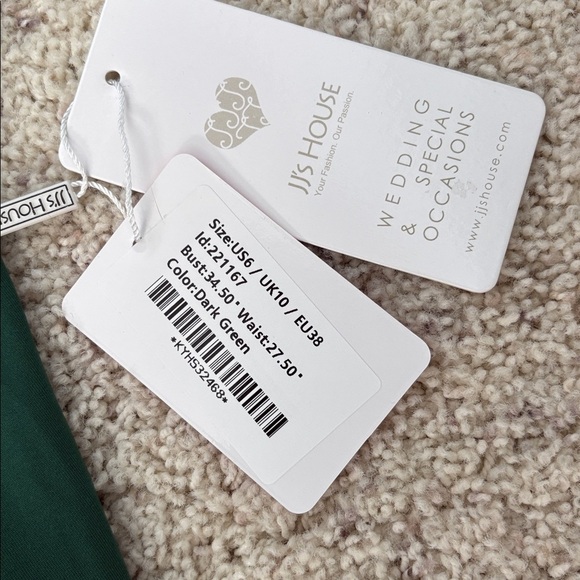 JJ's HOUSE
Your Fashion. Our Passion.
WEDDING
& SPECIAL
OCCASIONS
www.jjshouse.com
JJ's HOUS
Size:US6 / UK10 / EU38
Id:221167
Bust:34.50" Waist:27.50"
Color:Dark Green
*KYH532468*